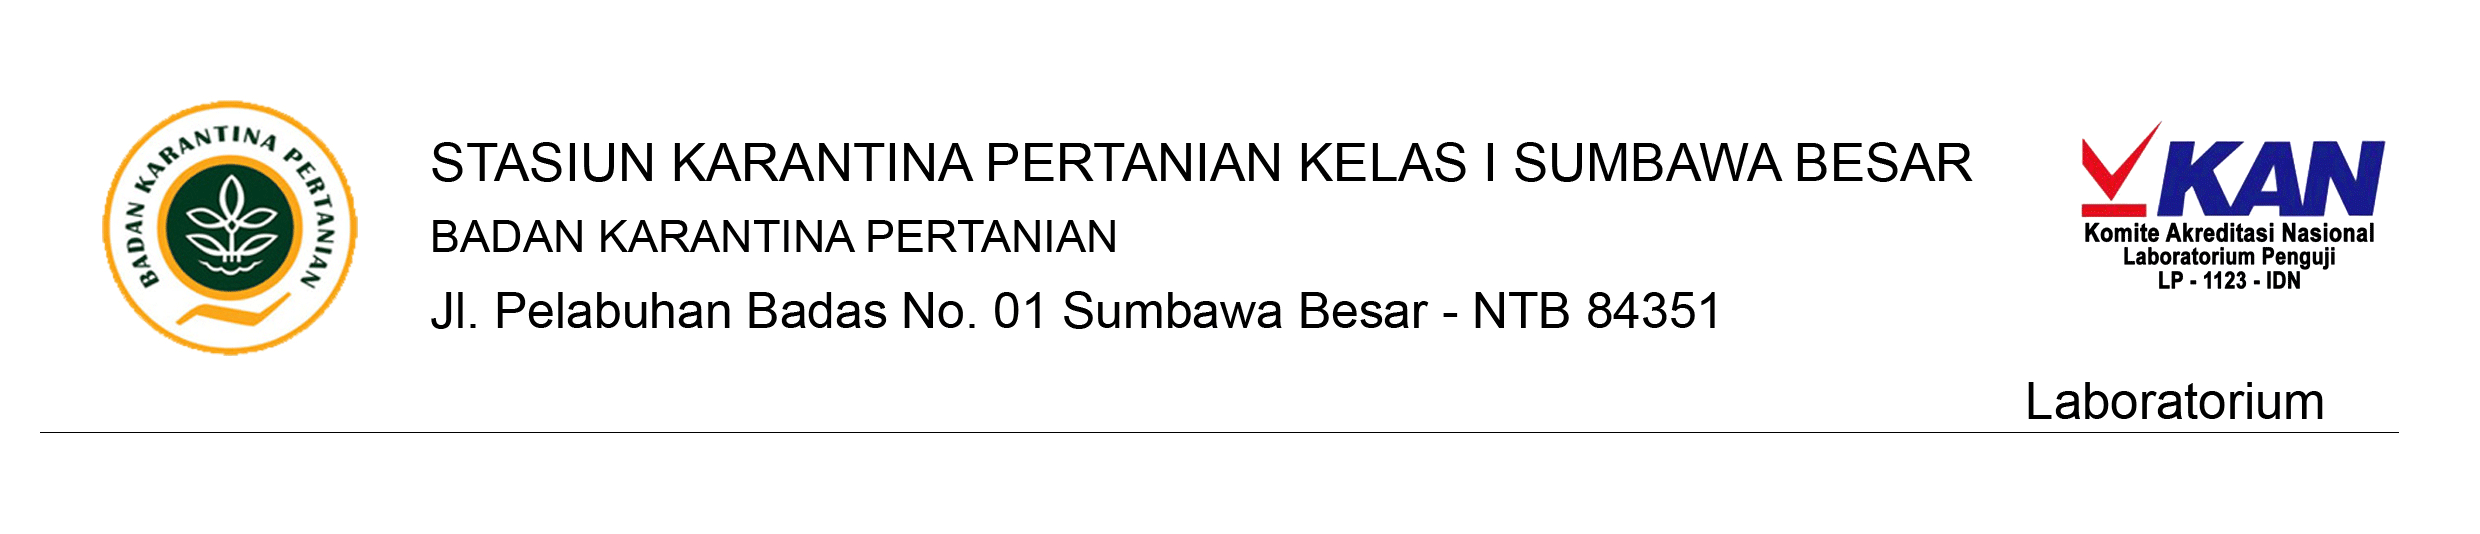 BADAN KARANTINA PERTANIAN
STASIUN KARANTINA PERTANIAN KELAS I SUMBAWA BESAR
BADAN KARANTINA PERTANIAN
Jl. Pelabuhan Badas No. 01 Sumbawa Besar - NTB 84351
KAN
Komite Akreditasi Nasional
Laboratorium Penguji
LP - 1123 - IDN
Laboratorium